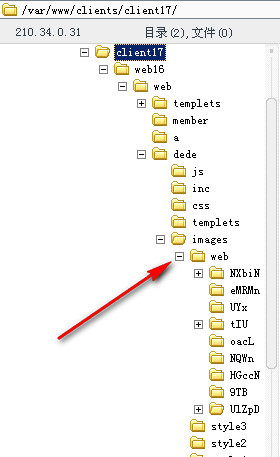 /var/www/clients/client17/
210.34.0.31 目录(2),文件(0)
client17
web16
web
templets
member
a
dede
js
inc
css
templets
images
web
NXbiN
eMRMn
UYx
tIU
oacL
NQWn
HGccN
9TB
UlZpD
style3
style2